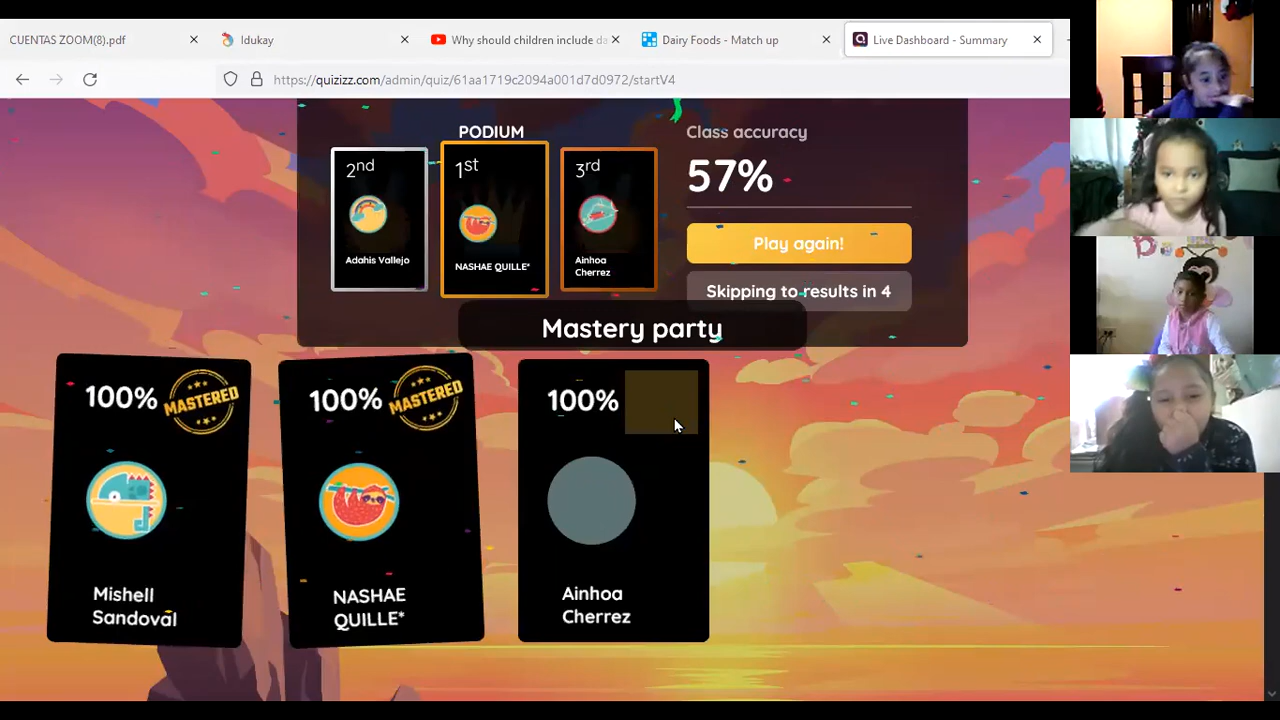 CUENTAS ZOOM(8).pdf
Idukay
Why should children include da
Dairy Foods - Match up
Live Dashboard - Summary
https://quizizz.com/admin/quiz/61aa1719c2094a001d7d0972/startV4
PODIUM
Class accuracy
2nd
1st
3rd
57%
Adahis Vallejo
NASHAE QUILLE*
Ainhoa
Cherrez
Play again!
Skipping to results in 4
Mastery party
100%
MASTERED
100%
MASTERED
100%
Mishell
Sandoval
NASHAE
QUILLE*
Ainhoa
Cherrez